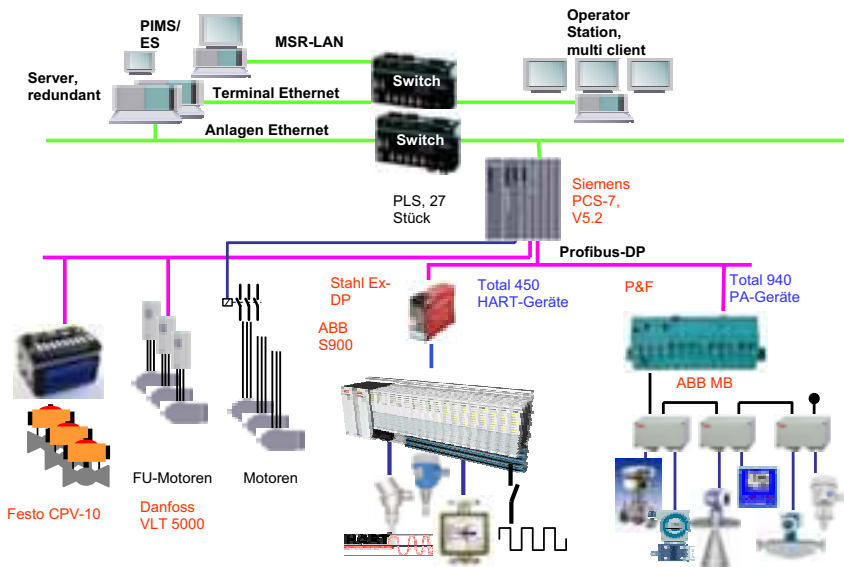 PIMS/
ES
MSR-LAN
Operator
Station,
multi client
Switch
Server,
redundant
Terminal Ethernet
Anlagen Ethernet
Switch
PLS, 27
Stück
Siemens
PCS-7,
V5.2
Profibus-DP
Stahl Ex-
DP
Total 450
HART-Geräte
P&F
Total 940
PA-Geräte
ABB
S900
ABB MB
FU-Motoren
Motoren
Festo CPV-10
Danfoss
VLT 5000
HART